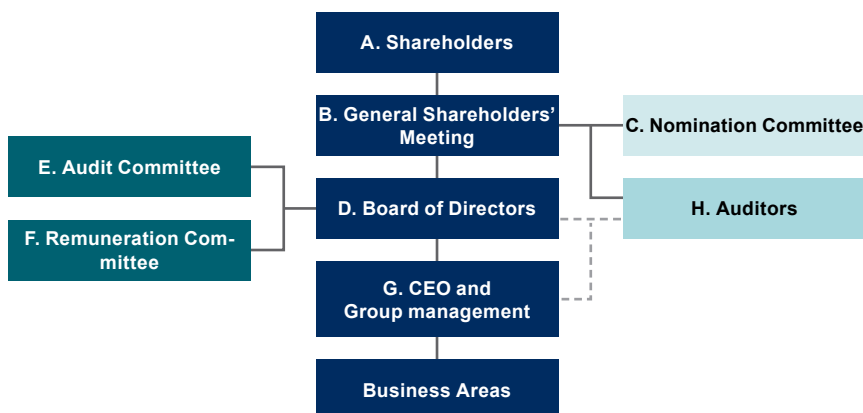 A. Shareholders
B. General Shareholders’
Meeting
C. Nomination Committee
E. Audit Committee
D. Board of Directors
H. Auditors
F. Remuneration Com-
mittee
G. CEO and
Group management
Business Areas